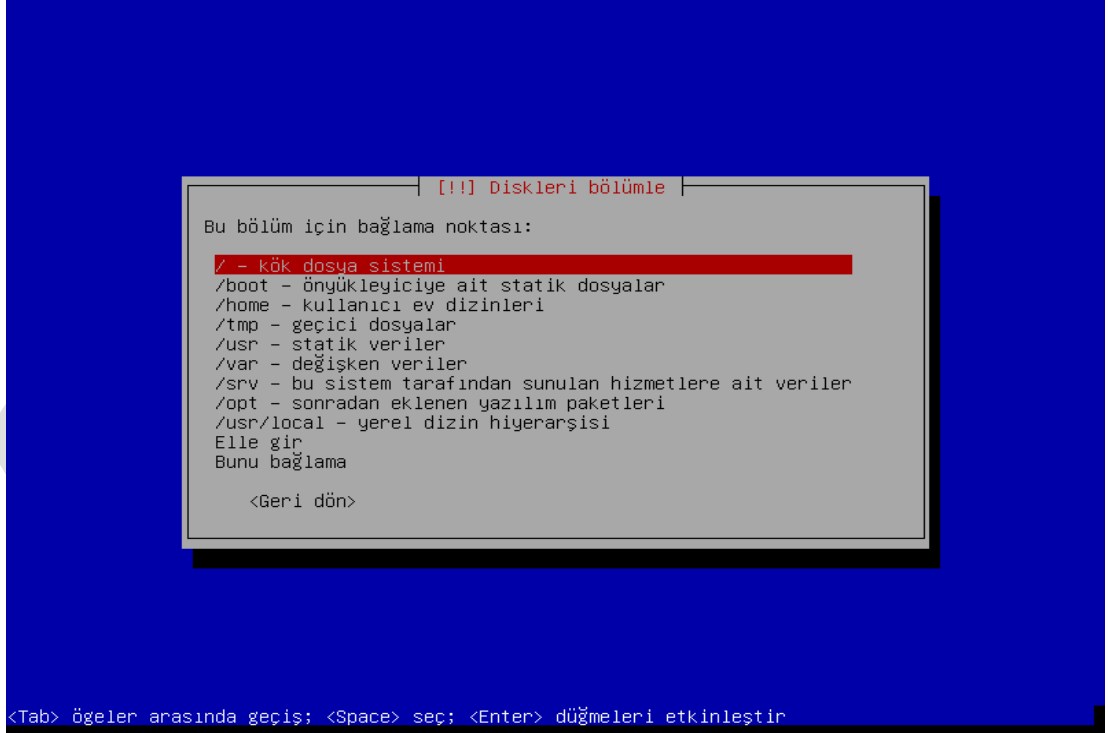 [!!] Diskleri bölümle
Bu bölüm için bağlama noktası:
/ – kök dosya sistemi
/boot – önyükleyiciye ait statik dosyalar
/home – kullanıcı ev dizinleri
/tmp – geçici dosyalar
/usr – statik veriler
/var – değişken veriler
/srv – bu sistem tarafından sunulan hizmetlere ait veriler
/opt – sonradan eklenen yazılım paketleri
/usr/local – yerel dizin hiyerarşisi
Elle gir
Bunu bağlama
<Geri dön>
<Tab> ögeler arasında geçiş; <Space> seç; <Enter> düğmeleri etkinleştir